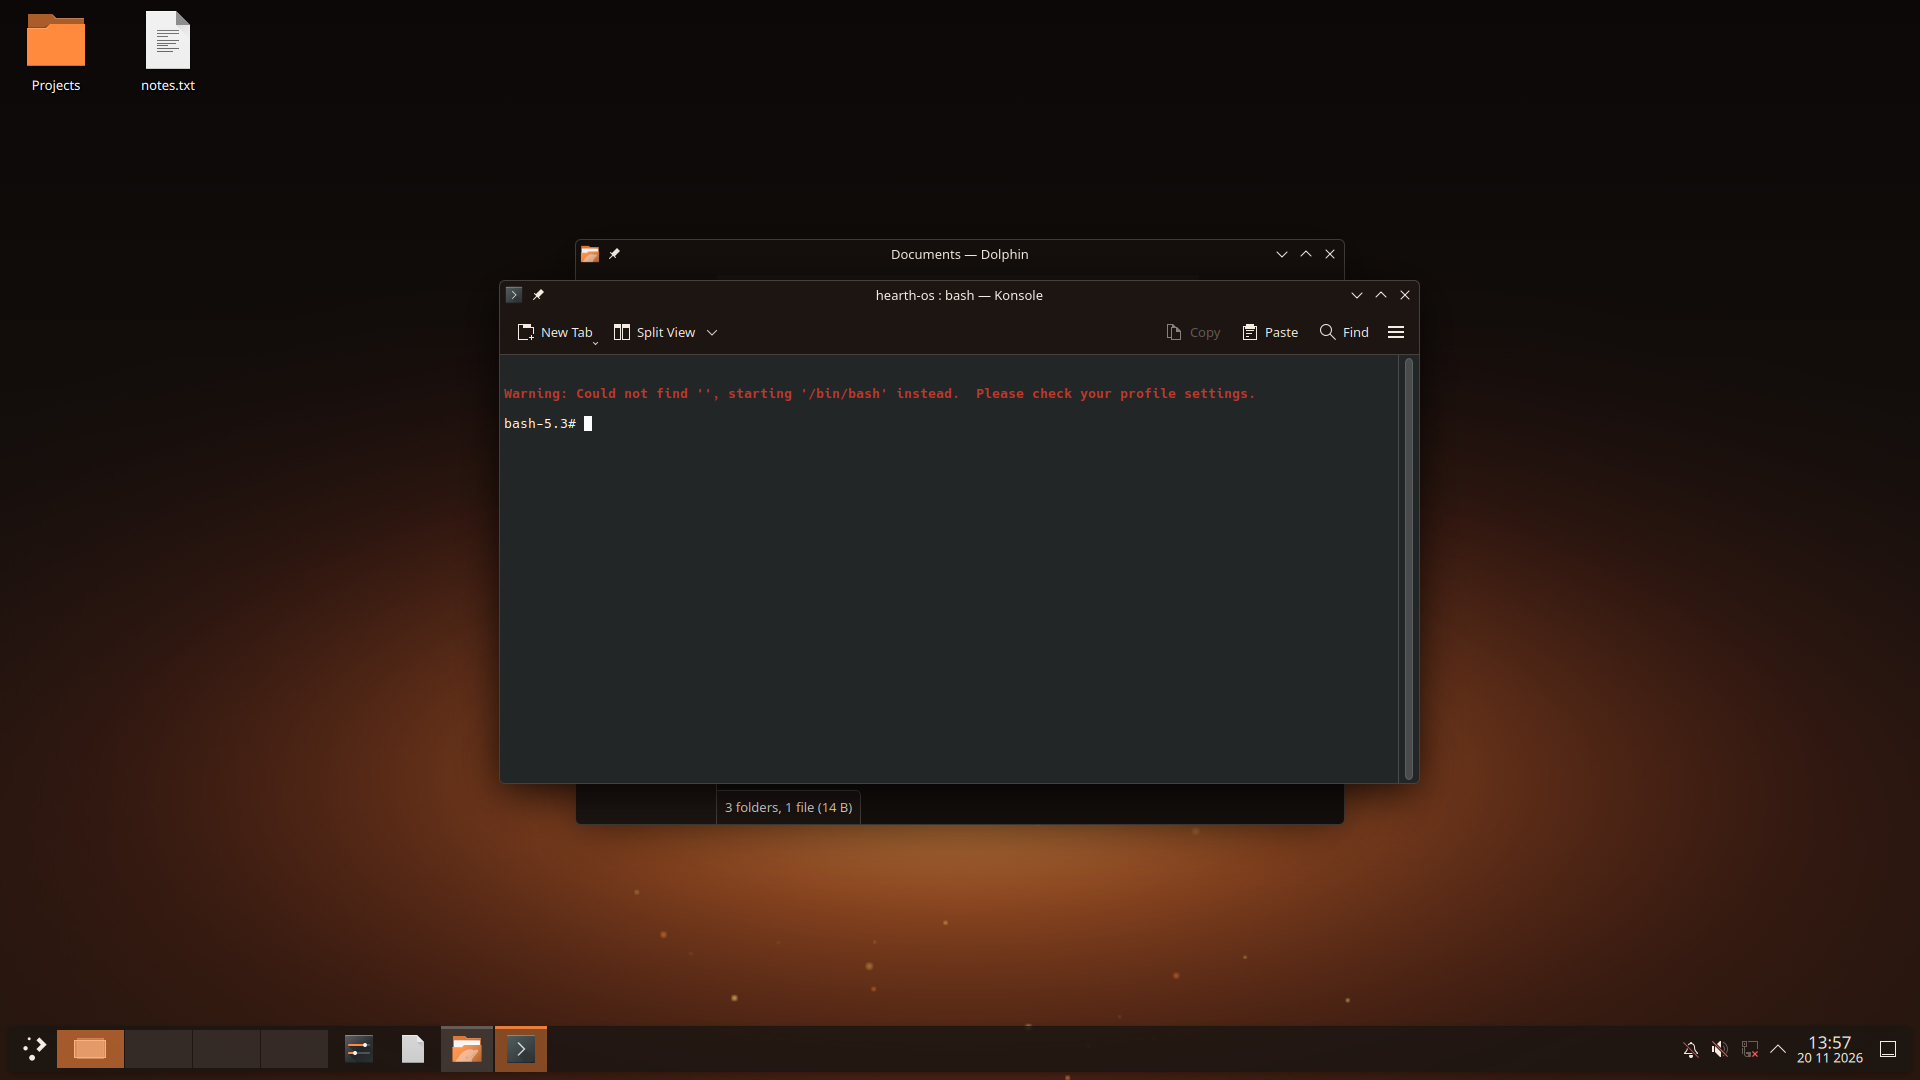 Projects
notes.txt
Documents — Dolphin
hearth-os : bash — Konsole
New Tab
Split View
Copy
Paste
Find
Warning: Could not find '', starting '/bin/bash' instead.  Please check your profile settings.
bash-5.3#
3 folders, 1 file (14 B)
13:57
20 11 2026